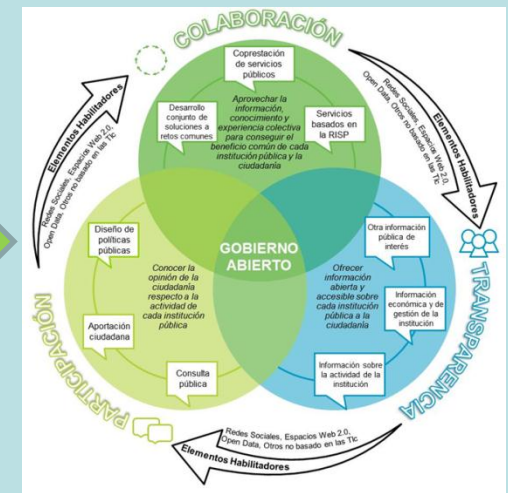 COLABORACIÓN
Coprestación
de servicios
públicos
Desarrollo
conjunto de
soluciones a
retos comunes
Aprovechar la
información,
conocimiento y
experiencia colectiva
para conseguir el
beneficio común de cada
institución pública y la
ciudadanía
Servicios
basados en
la RISP
Elementos Habilitadores
Redes Sociales, Espacios Web 2.0,
Open Data, Otros no basado en las Tic
Elementos Habilitadores
Redes Sociales, Espacios Web 2.0,
Open Data, Otros no basado en las Tic
GOBIERNO
ABIERTO
Diseño de
políticas
públicas
Conocer la
opinión de la
ciudadanía
respecto a la
actividad de
cada institución
pública
Aportación
ciudadana
Consulta
pública
PARTICIPACIÓN
Otra información
pública de
interés
Ofrecer
información
abierta y
accesible sobre
cada institución
pública a la
ciudadanía
Información
económica y de
gestión de la
institución
Información sobre
la actividad de la
institución
TRANSPARENCIA
Redes Sociales, Espacios Web 2.0,
Open Data, Otros no basado en las Tic
Elementos Habilitadores